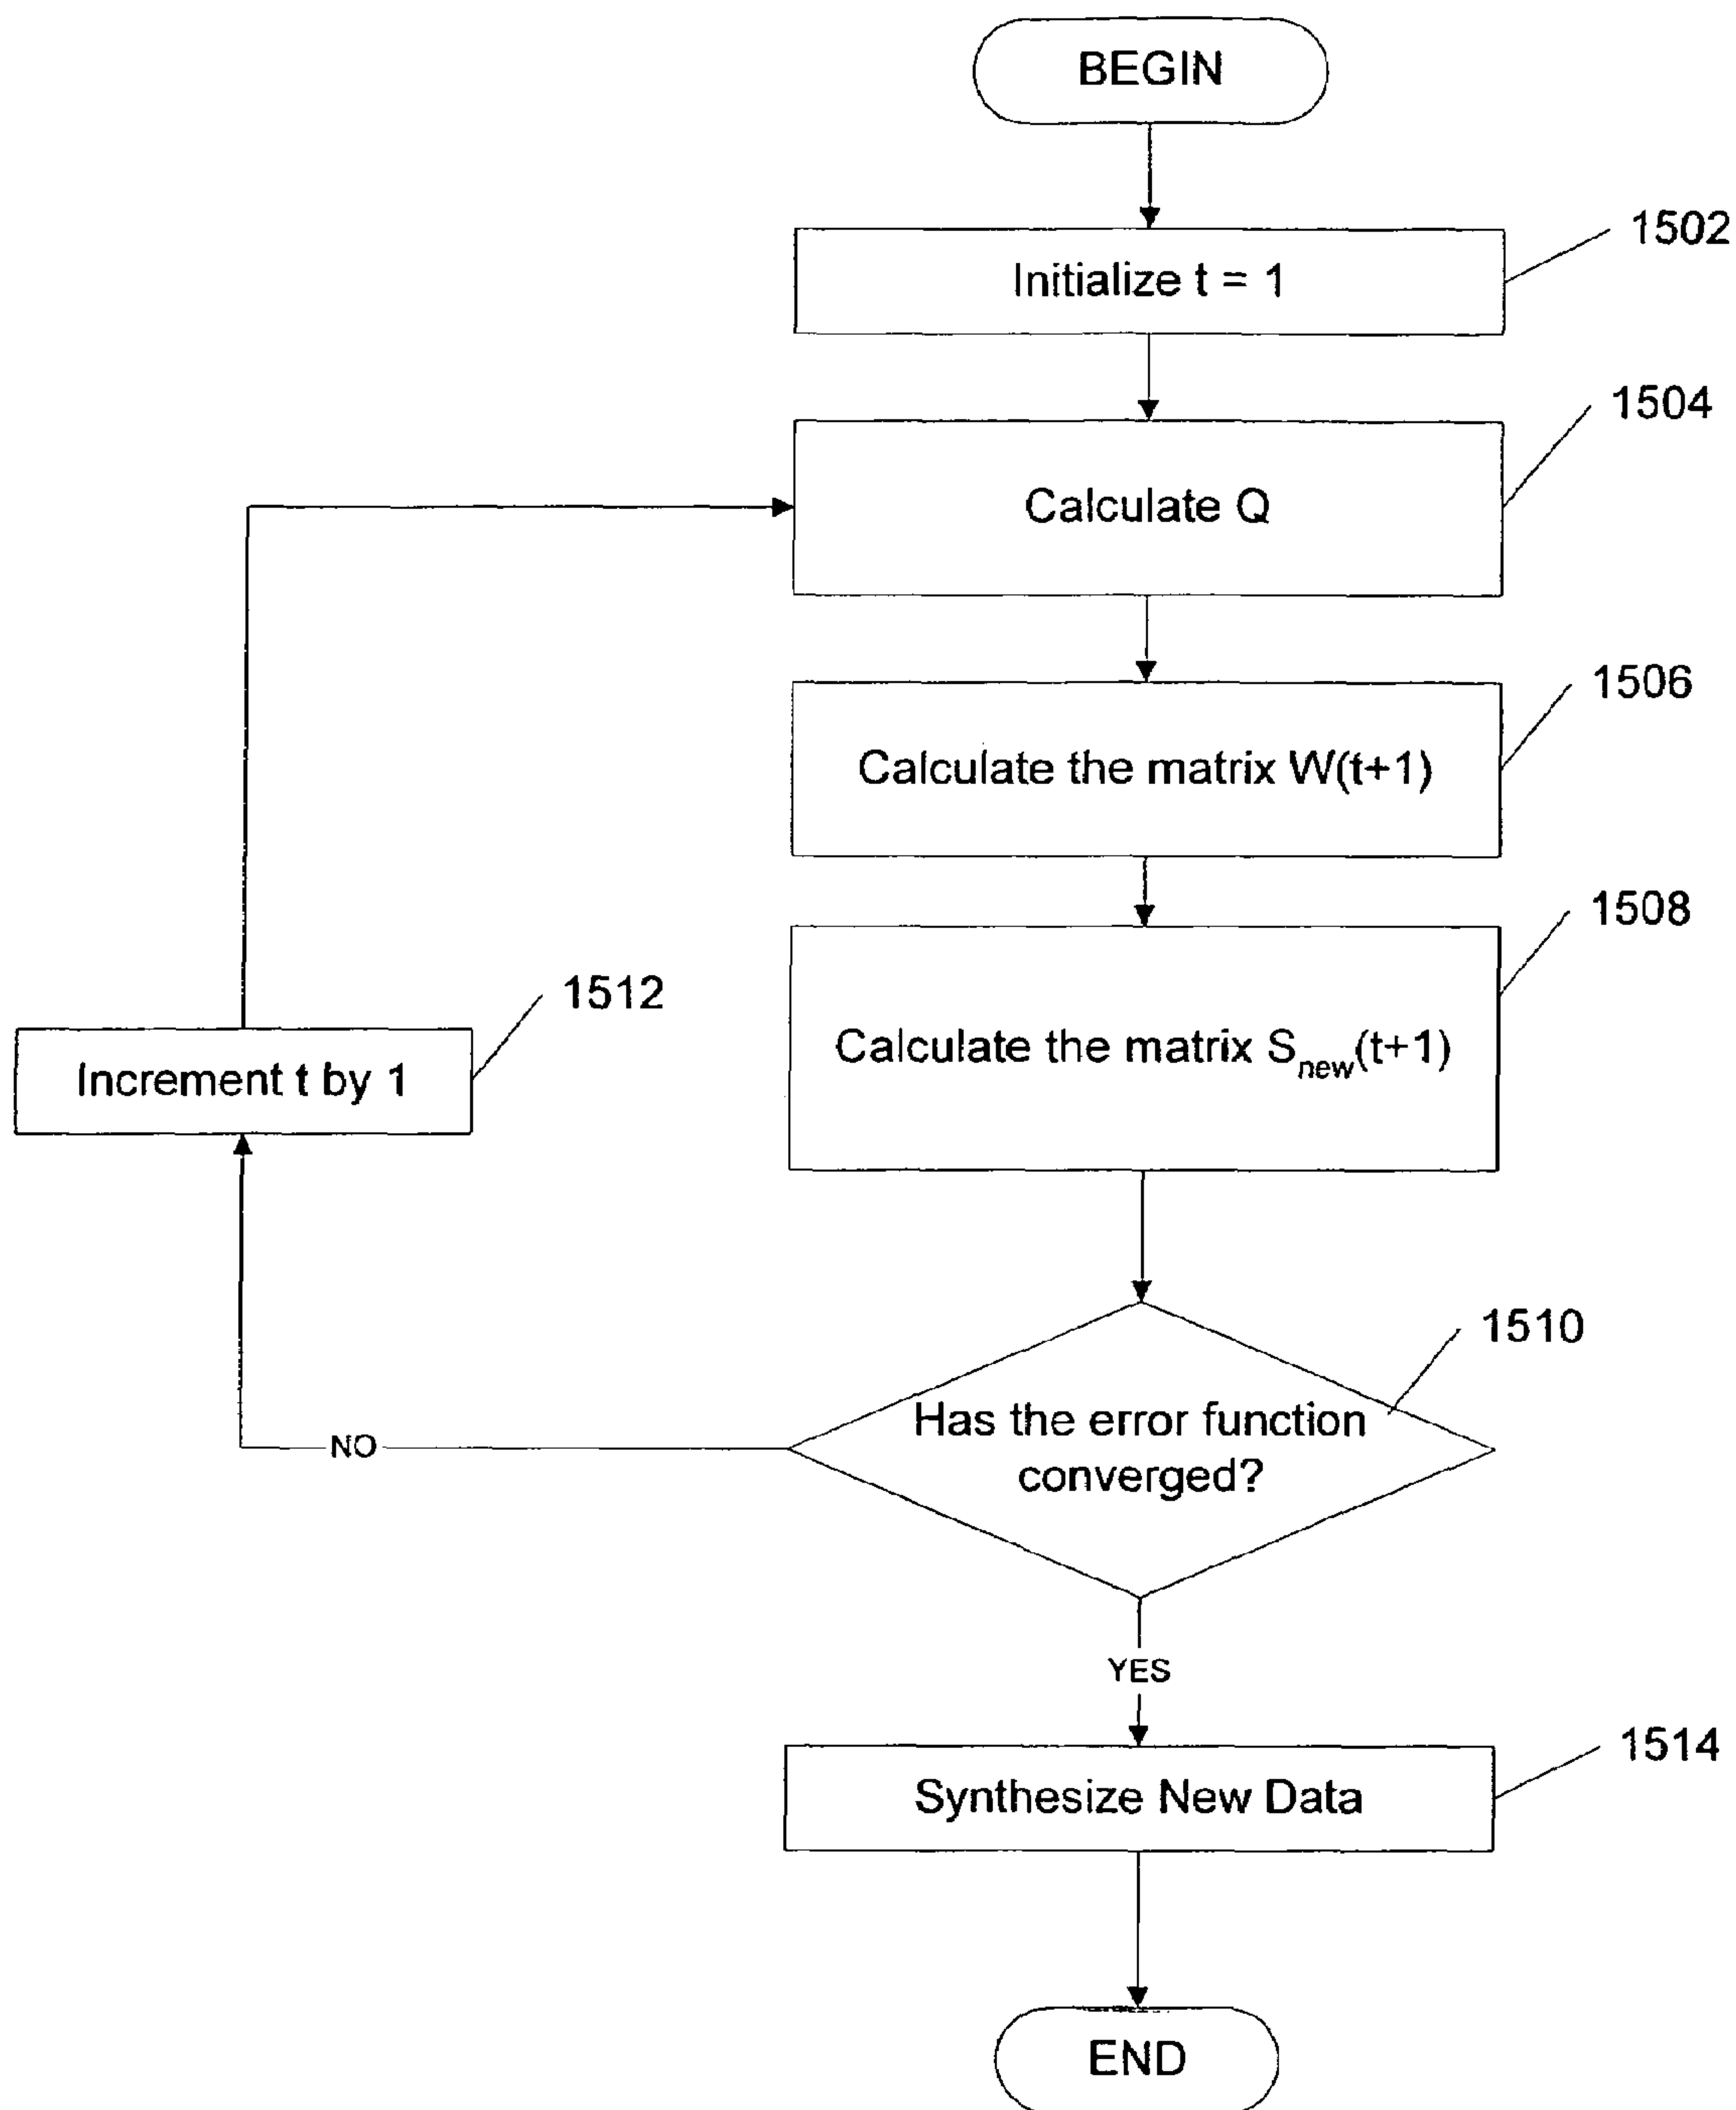 BEGIN
1502
Initialize t = 1
1504
Calculate Q
1506
Calculate the matrix W(t+1)
1508
Calculate the matrix Snew(t+1)
1512
Increment t by 1
1510
Has the error function
converged?
NO
YES
1514
Synthesize New Data
END